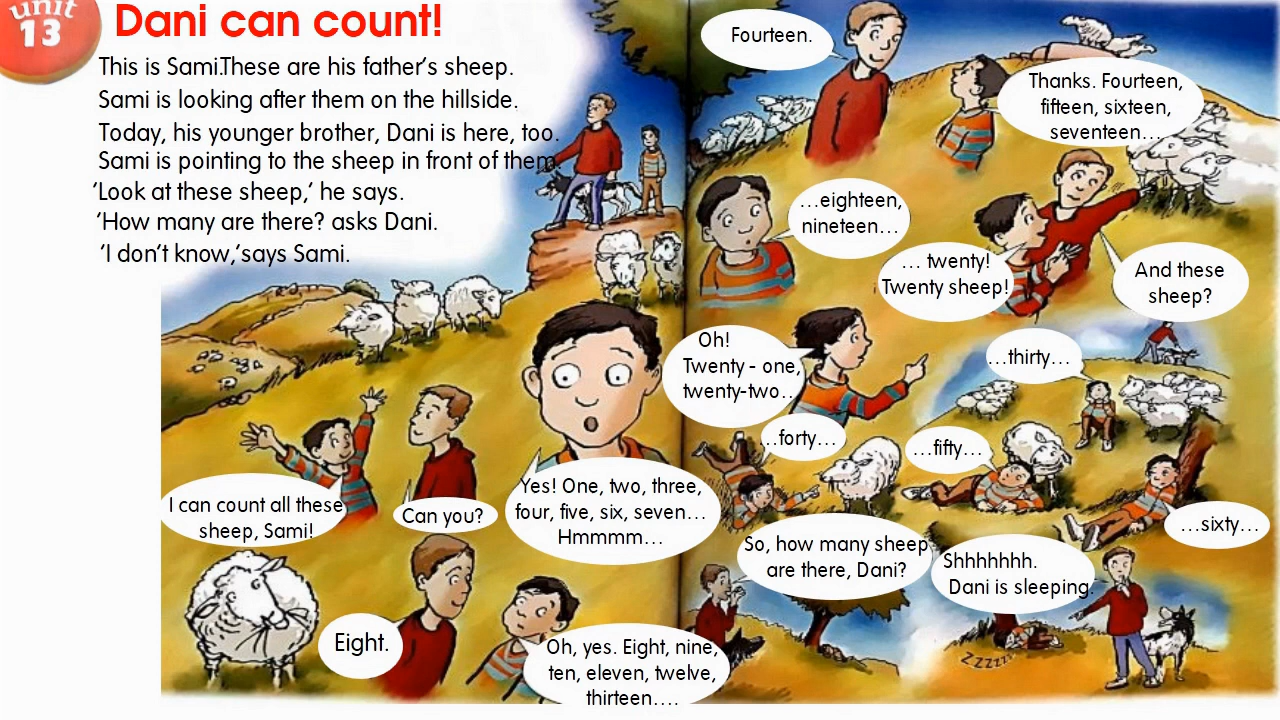 unit
13
Dani can count!
This is Sami.These are his father's sheep.
Sami is looking after them on the hillside.
Today, his younger brother, Dani is here, too.
Sami is pointing to the sheep in front of them.
‘Look at these sheep,’ he says.
‘How many are there? asks Dani.
‘I don't know,’says Sami.
I can count all these
sheep, Sami!
Can you?
Yes! One, two, three,
four, five, six, seven…
Hmmmm…
Eight.
Oh, yes. Eight, nine,
ten, eleven, twelve,
thirteen….
Fourteen.
Thanks. Fourteen,
fifteen, sixteen,
seventeen…
…eighteen,
nineteen…
… twenty!
Twenty sheep!
And these
sheep?
Oh!
Twenty - one,
twenty-two…
…thirty…
…forty…
…fifty…
…sixty…
So, how many sheep
are there, Dani?
Shhhhhhh.
Dani is sleeping.
Zzzzzz